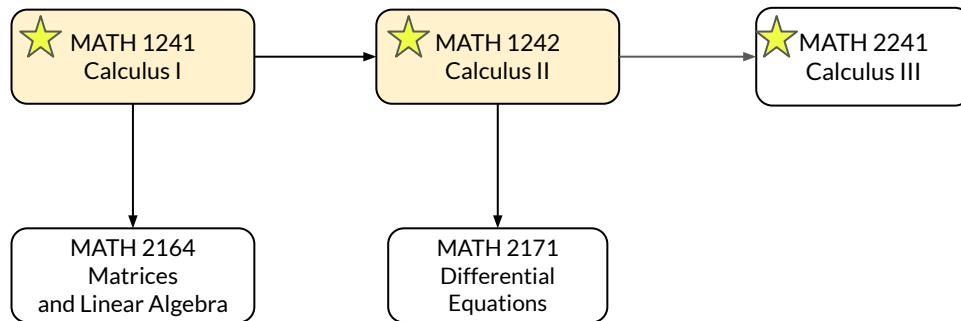 MATH 1241
Calculus I
MATH 1242
Calculus II
MATH 2241
Calculus III
MATH 2164
Matrices
and Linear Algebra
MATH 2171
Differential
Equations